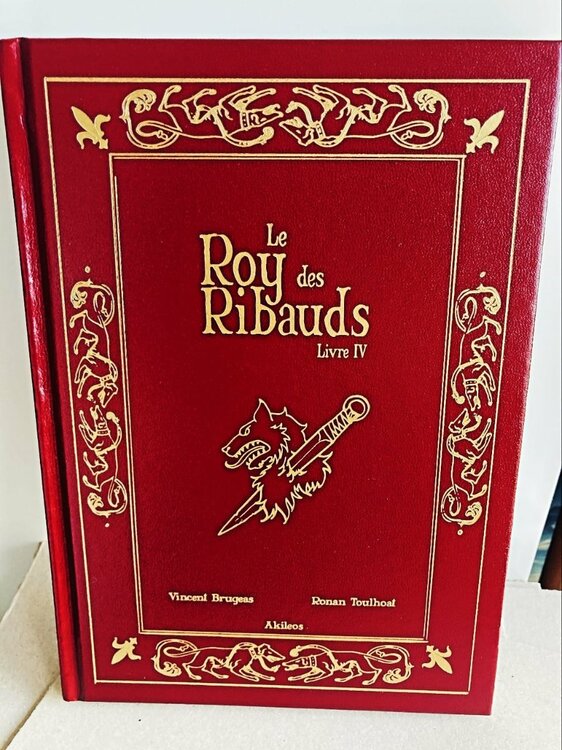 Le
Roy des
Ribauds
Livre IV
Vincent Brugeas Ronan Toulhoat
Akileos